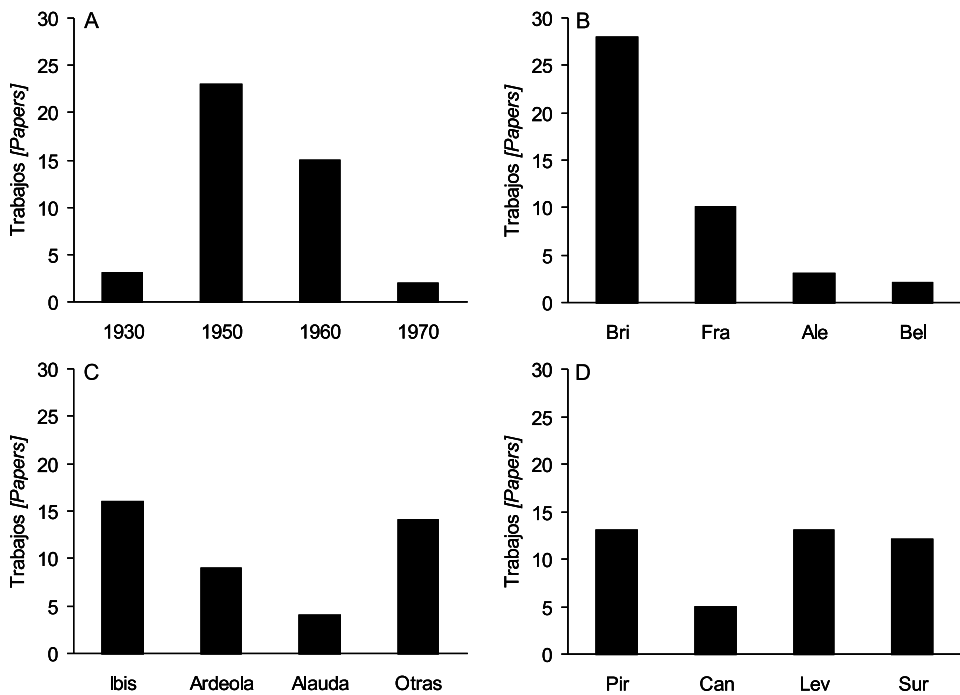 A
Trabajos [Papers]
30
25
20
15
10
5
0
1930 1950 1960 1970
B
Trabajos [Papers]
30
25
20
15
10
5
0
Bri Fra Ale Bel
C
Trabajos [Papers]
30
25
20
15
10
5
0
Ibis Ardeola Alauda Otras
D
Trabajos [Papers]
30
25
20
15
10
5
0
Pir Can Lev Sur